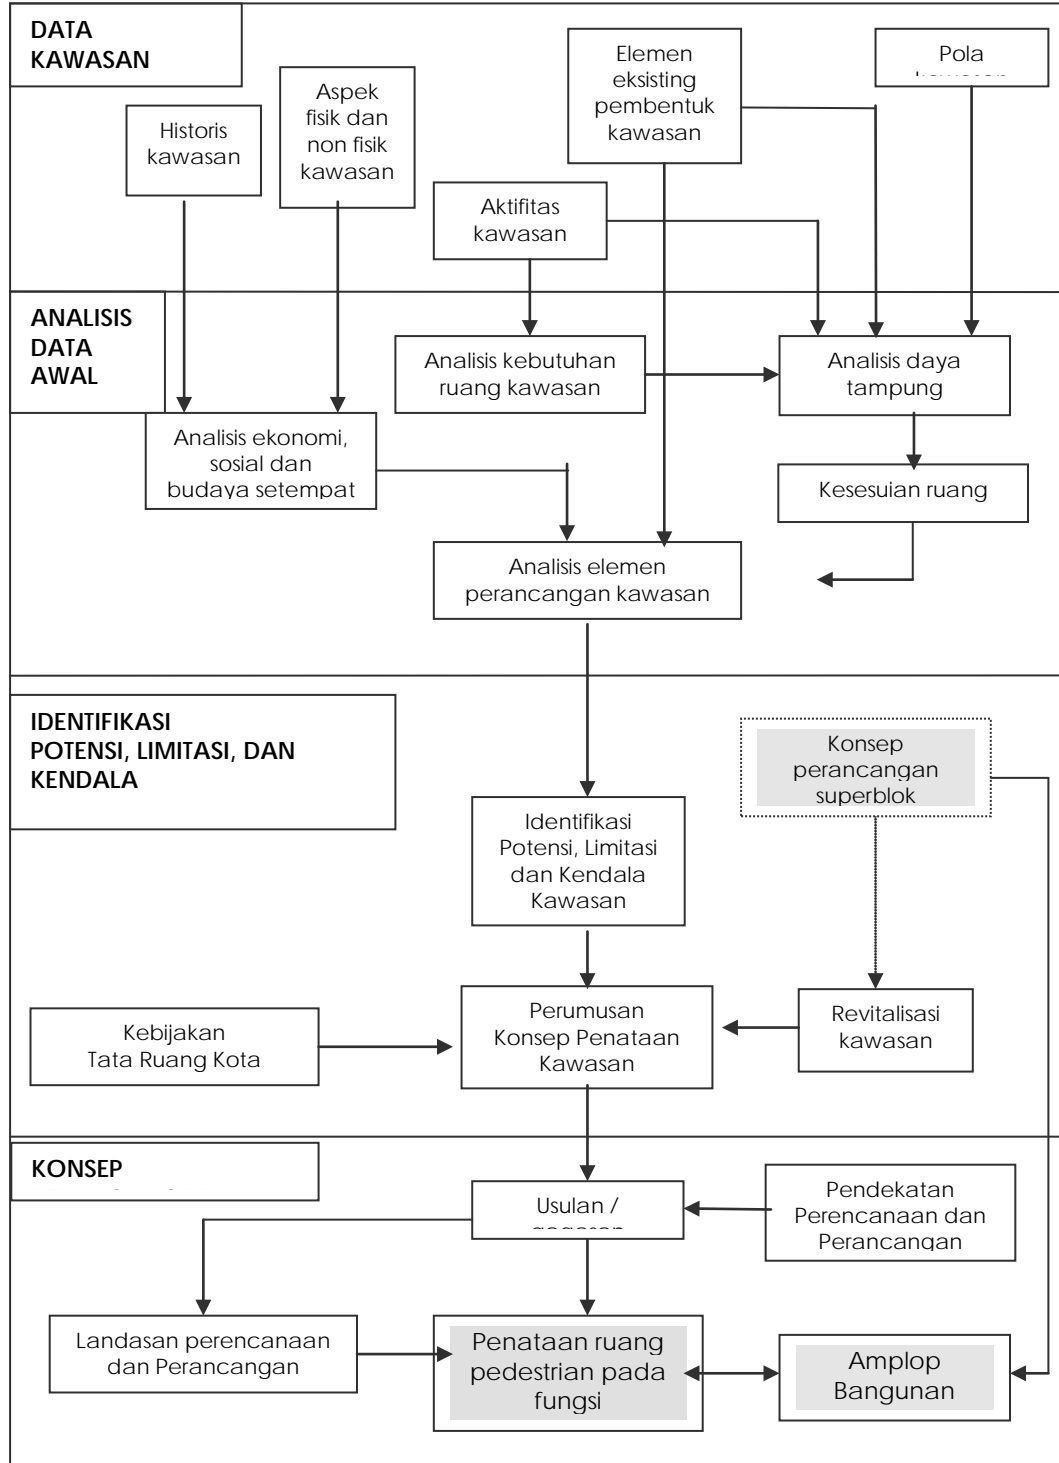 DATA
KAWASAN
Historis
kawasan
Aspek
fisik dan
non fisik
kawasan
Elemen
eksisting
pembentuk
kawasan
Pola
kawasan
Aktifitas
kawasan
ANALISIS
DATA
AWAL
Analisis kebutuhan
ruang kawasan
Analisis daya
tampung
Analisis ekonomi,
sosial dan
budaya setempat
Kesesuian ruang
Analisis elemen
perancangan kawasan
IDENTIFIKASI
POTENSI, LIMITASI, DAN
KENDALA
Konsep
perancangan
superblok
Identifikasi
Potensi, Limitasi
dan Kendala
Kawasan
Kebijakan
Tata Ruang Kota
Perumusan
Konsep Penataan
Kawasan
Revitalisasi
kawasan
KONSEP
Usulan /
gagasan
Pendekatan
Perencanaan dan
Perancangan
Landasan perencanaan
dan Perancangan
Penataan ruang
pedestrian pada
fungsi
Amplop
Bangunan